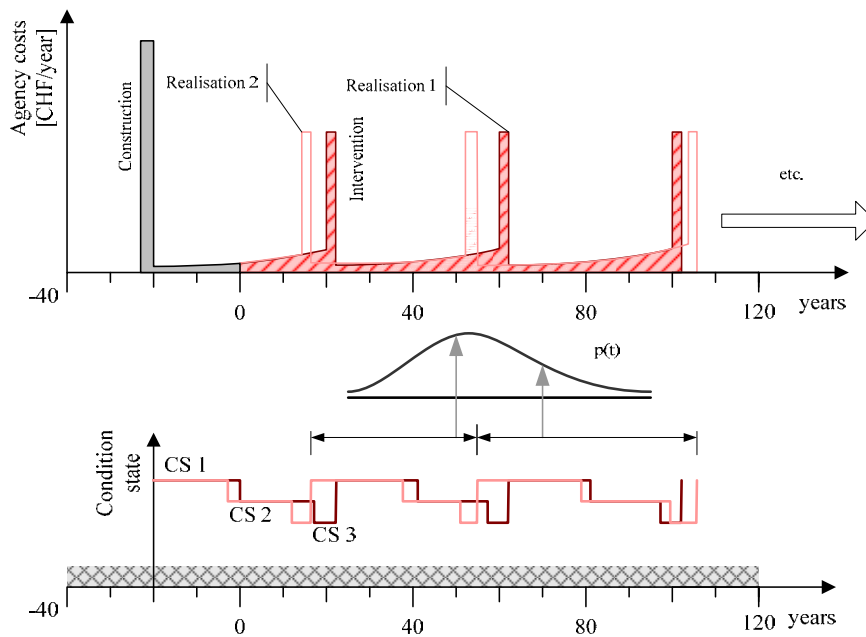 Agency costs
[CHF/year]
Construction
Realisation 2
Intervention
Realisation 1
etc.
-40
0
40
80
120
years
p(t)
Condition
state
CS 1
CS 2
CS 3
-40
0
40
80
120
years